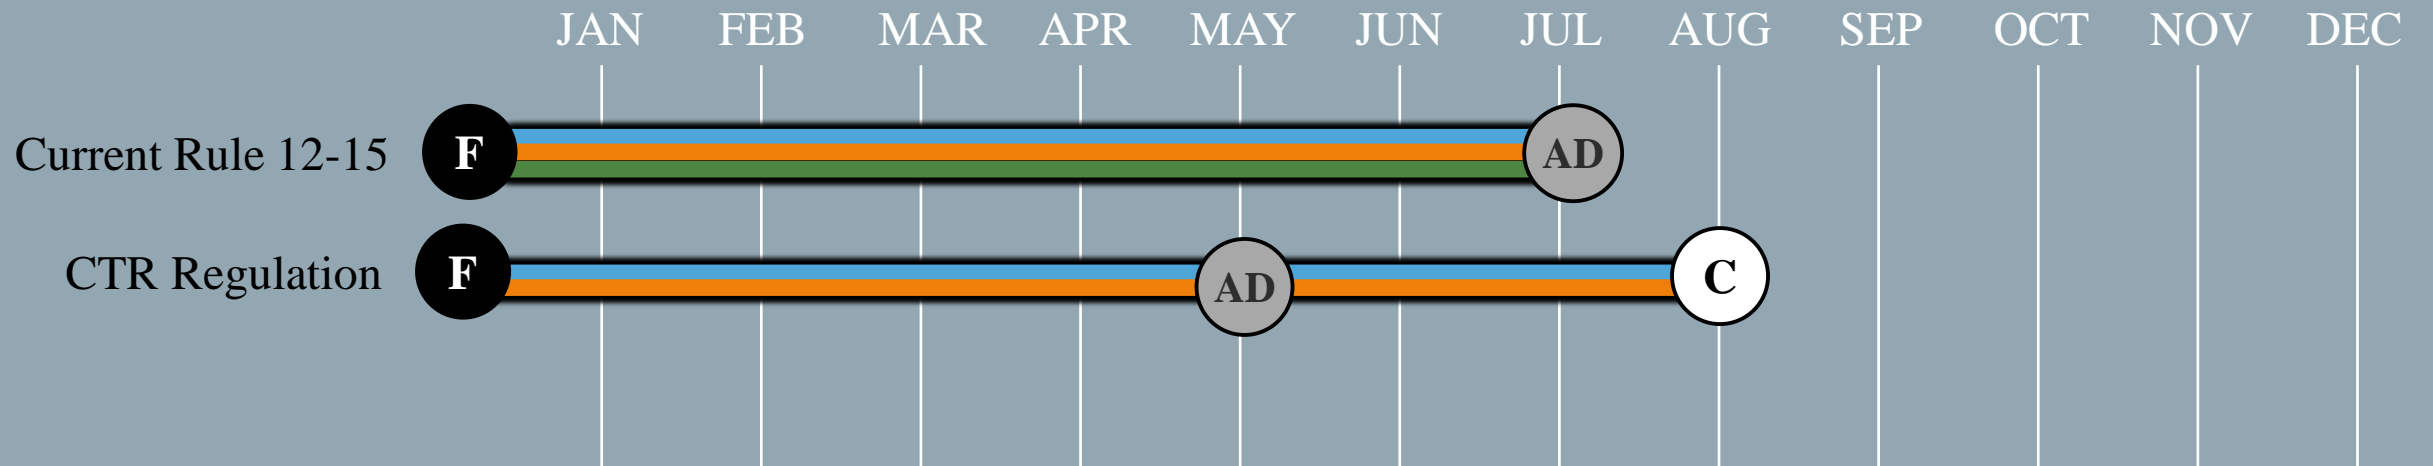 JAN FEB MAR APR MAY JUN JUL AUG SEP OCT NOV DEC
Current Rule 12-15 F AD
CTR Regulation F AD C